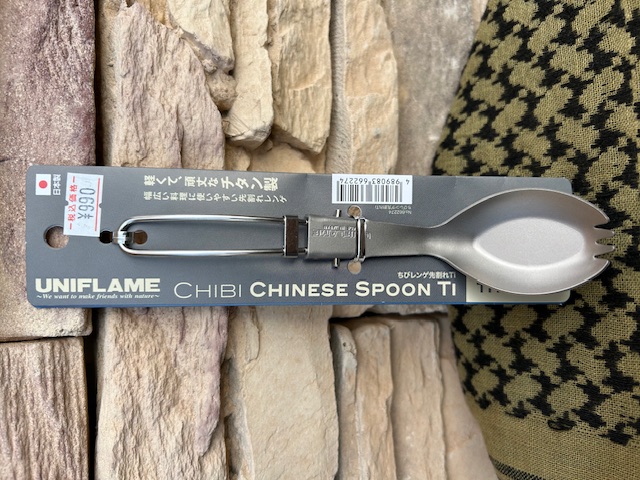 日本製
税込価格
¥990
軽くて、頑丈なチタン製
幅広い料理に使いやすい先割れレンゲ
4 989083 662274
No.662274
ちびレンゲ先割れTi
UNIFLAME
~We want to make friends with nature~
CHIBI CHINESE SPOON TI